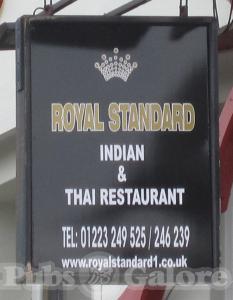 ROYAL STANDARD
INDIAN
&
THAI RESTAURANT
TEL: 01223 249 525 / 246 239
www.royalstandard1.co.uk
Pubs Galore